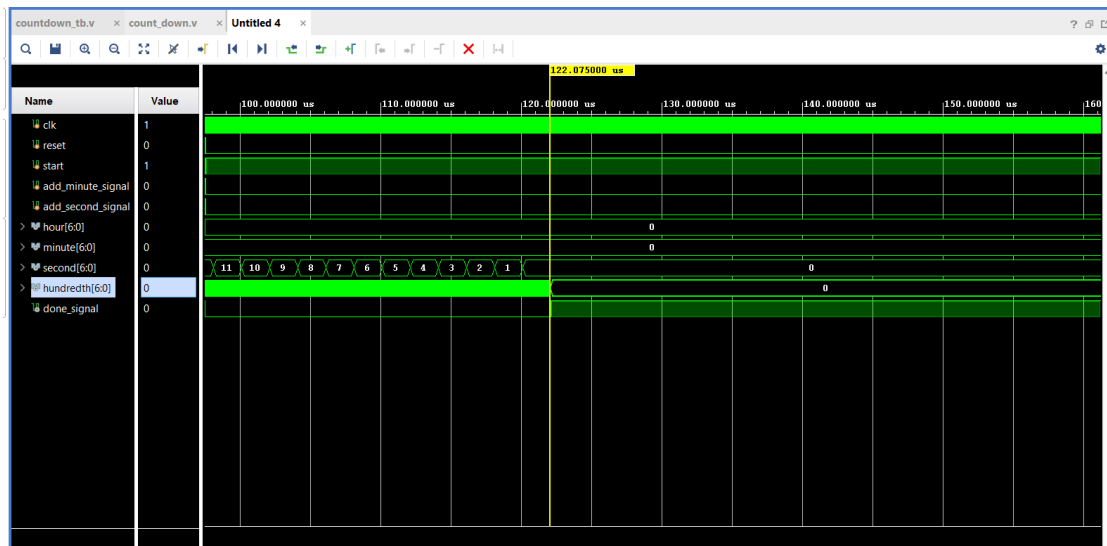 countdown_tb.v × count_down.v × Untitled 4 ×
122.075000 us
Name Value
100.000000 us 110.000000 us 120.000000 us 130.000000 us 140.000000 us 150.000000 us 160
clk 1
reset 0
start 1
add_minute_signal 0
add_second_signal 0
hour[6:0] 0 0
minute[6:0] 0 0
second[6:0] 0 11 10 9 8 7 6 5 4 3 2 1 0
hundredth[6:0] 0 0
done_signal 0